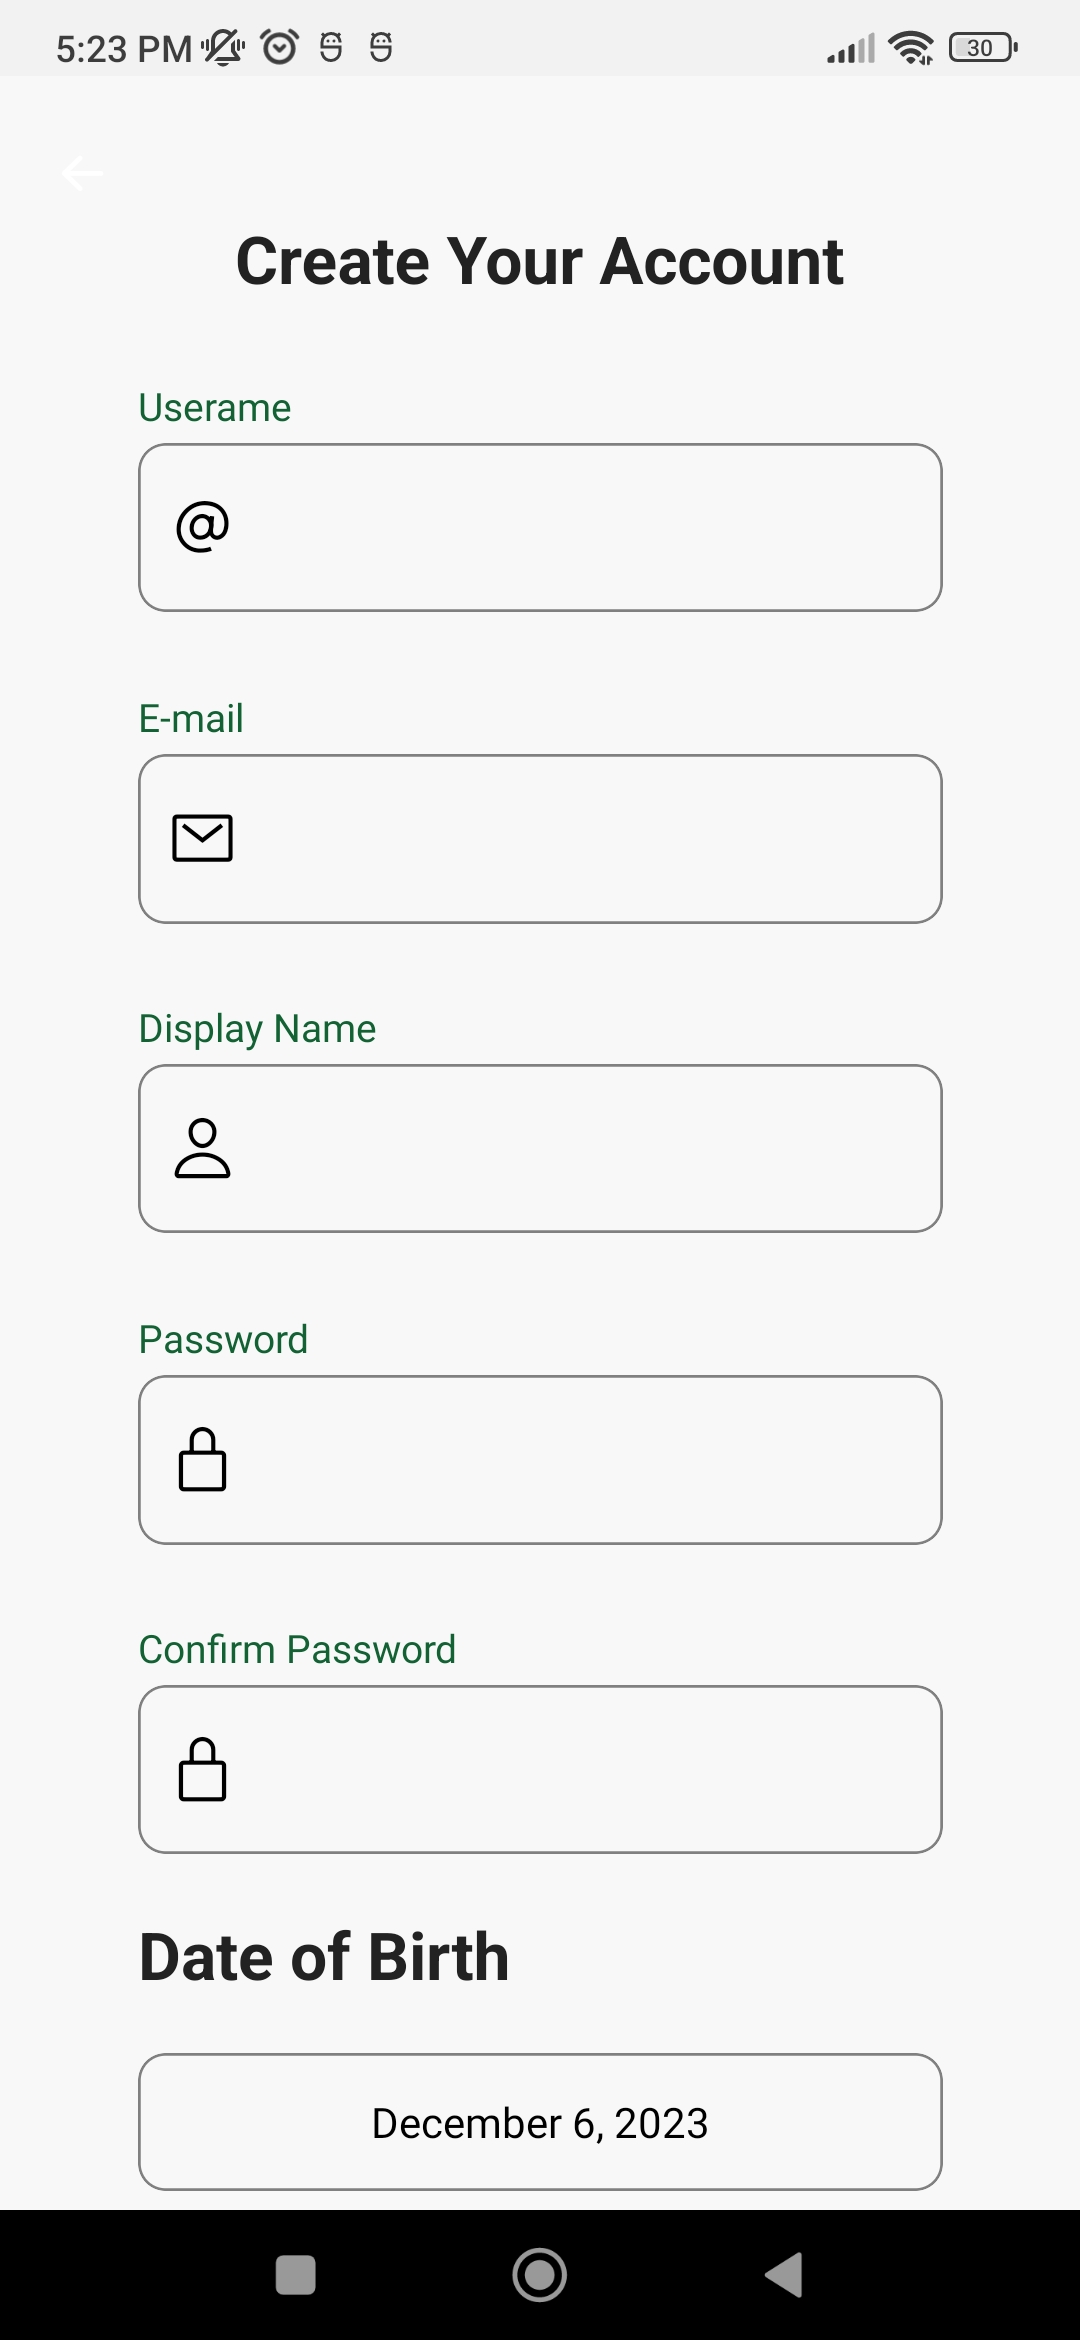 5:23 PM 30
Create Your Account
Userame
@
E-mail
Display Name
Password
Confirm Password
Date of Birth
December 6, 2023